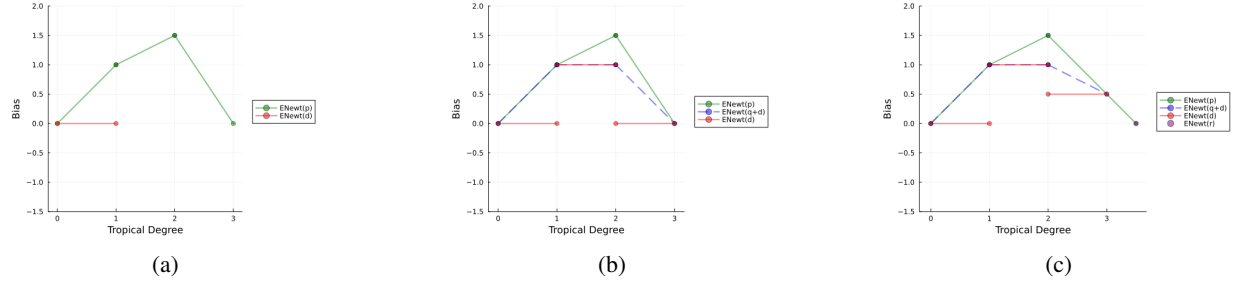 2.0
1.5
1.0
0.5
0.0
-0.5
-1.0
-1.5
Bias
0 1 2 3
Tropical Degree
ENewt(p)
ENewt(d)
(a)
2.0
1.5
1.0
0.5
0.0
-0.5
-1.0
-1.5
Bias
0 1 2 3
Tropical Degree
ENewt(p)
ENewt(q+d)
ENewt(d)
(b)
2.0
1.5
1.0
0.5
0.0
-0.5
-1.0
-1.5
Bias
0 1 2 3
Tropical Degree
ENewt(p)
ENewt(q+d)
ENewt(d)
ENewt(r)
(c)